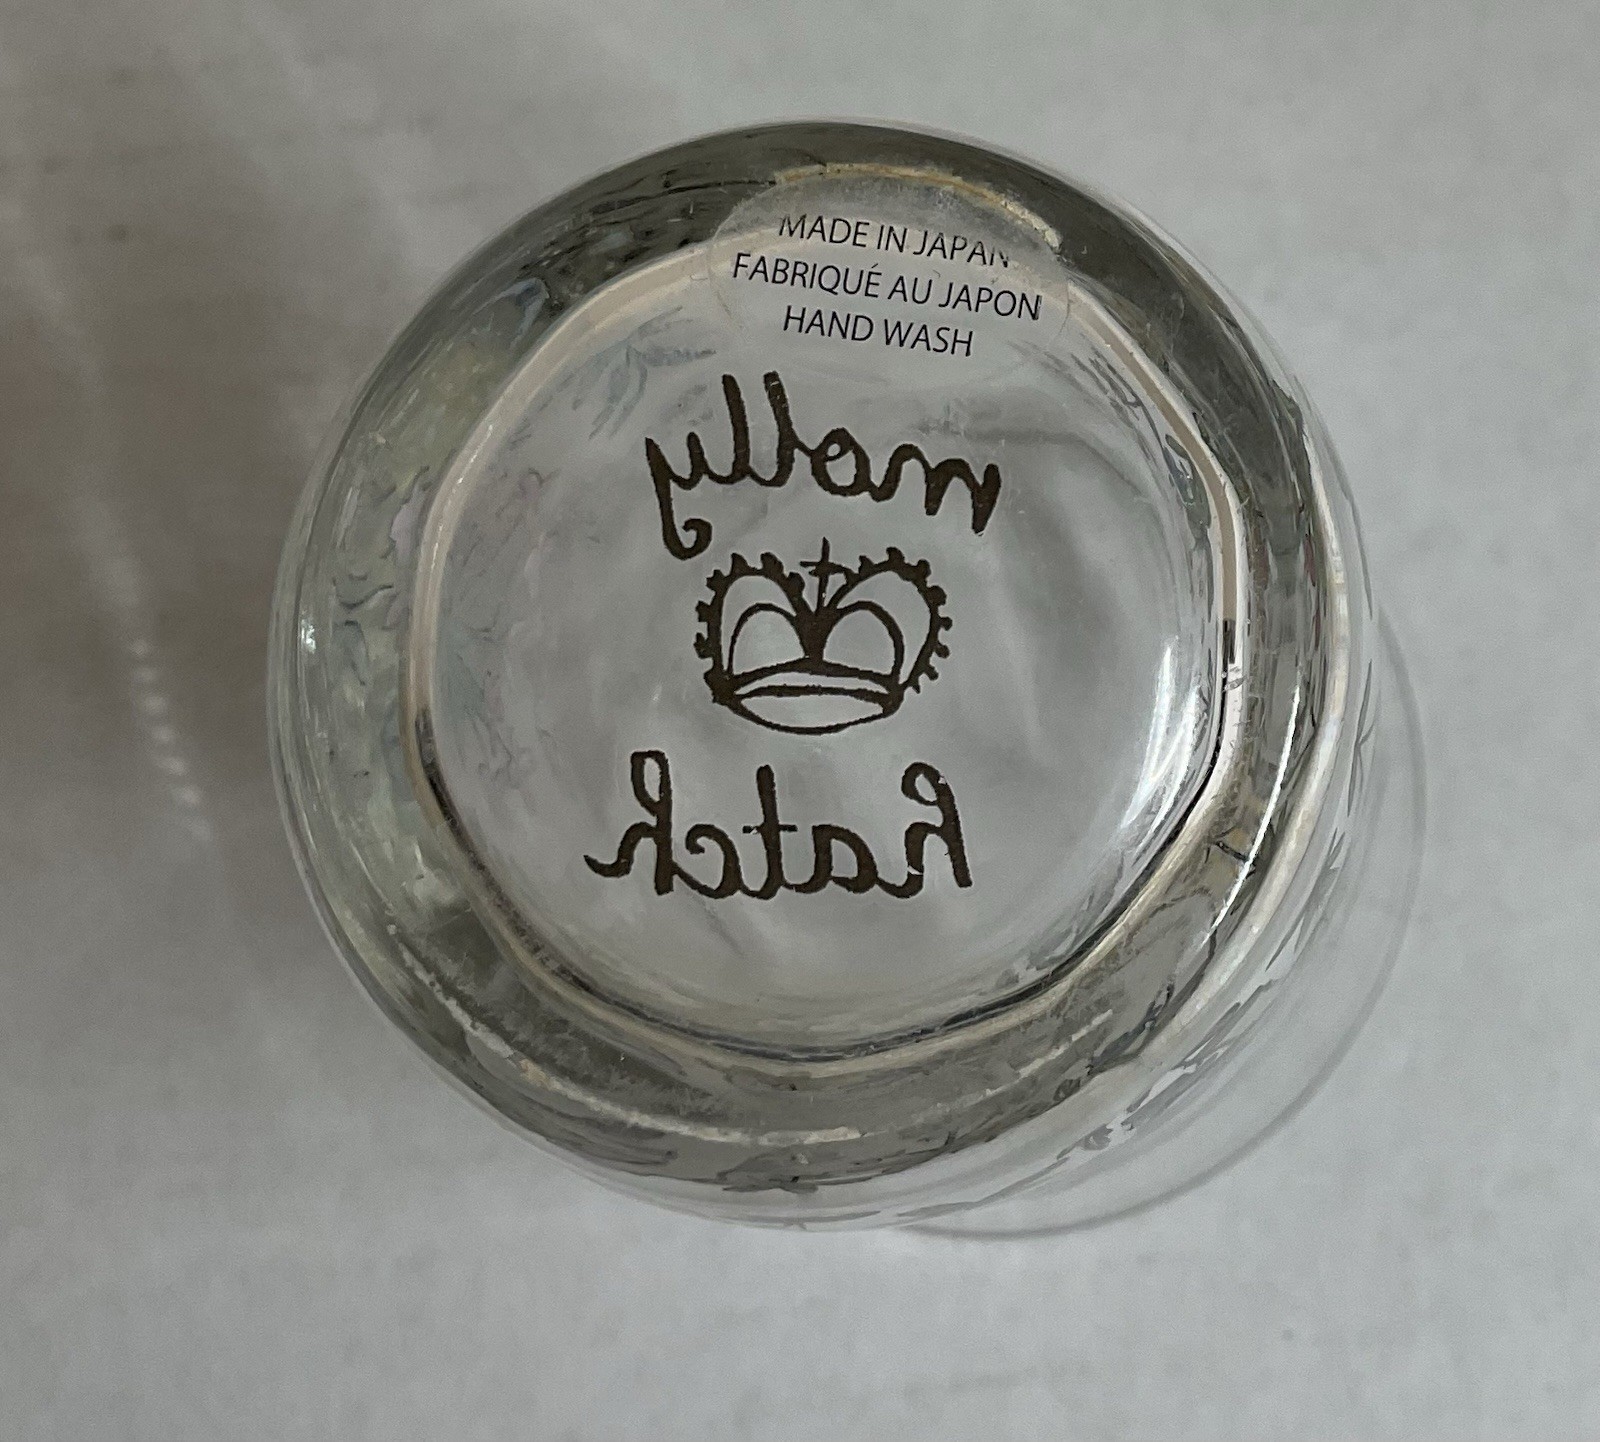 MADE IN JAPAN
FABRIQUÉ AU JAPON
HAND WASH
molly
hatch